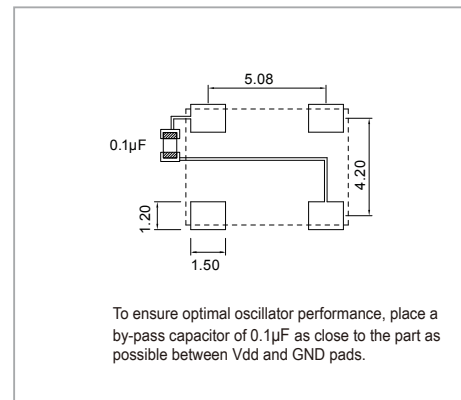 5.08
0.1µF
4.20
1.20
1.50
To ensure optimal oscillator performance, place a
by-pass capacitor of 0.1µF as close to the part as
possible between Vdd and GND pads.